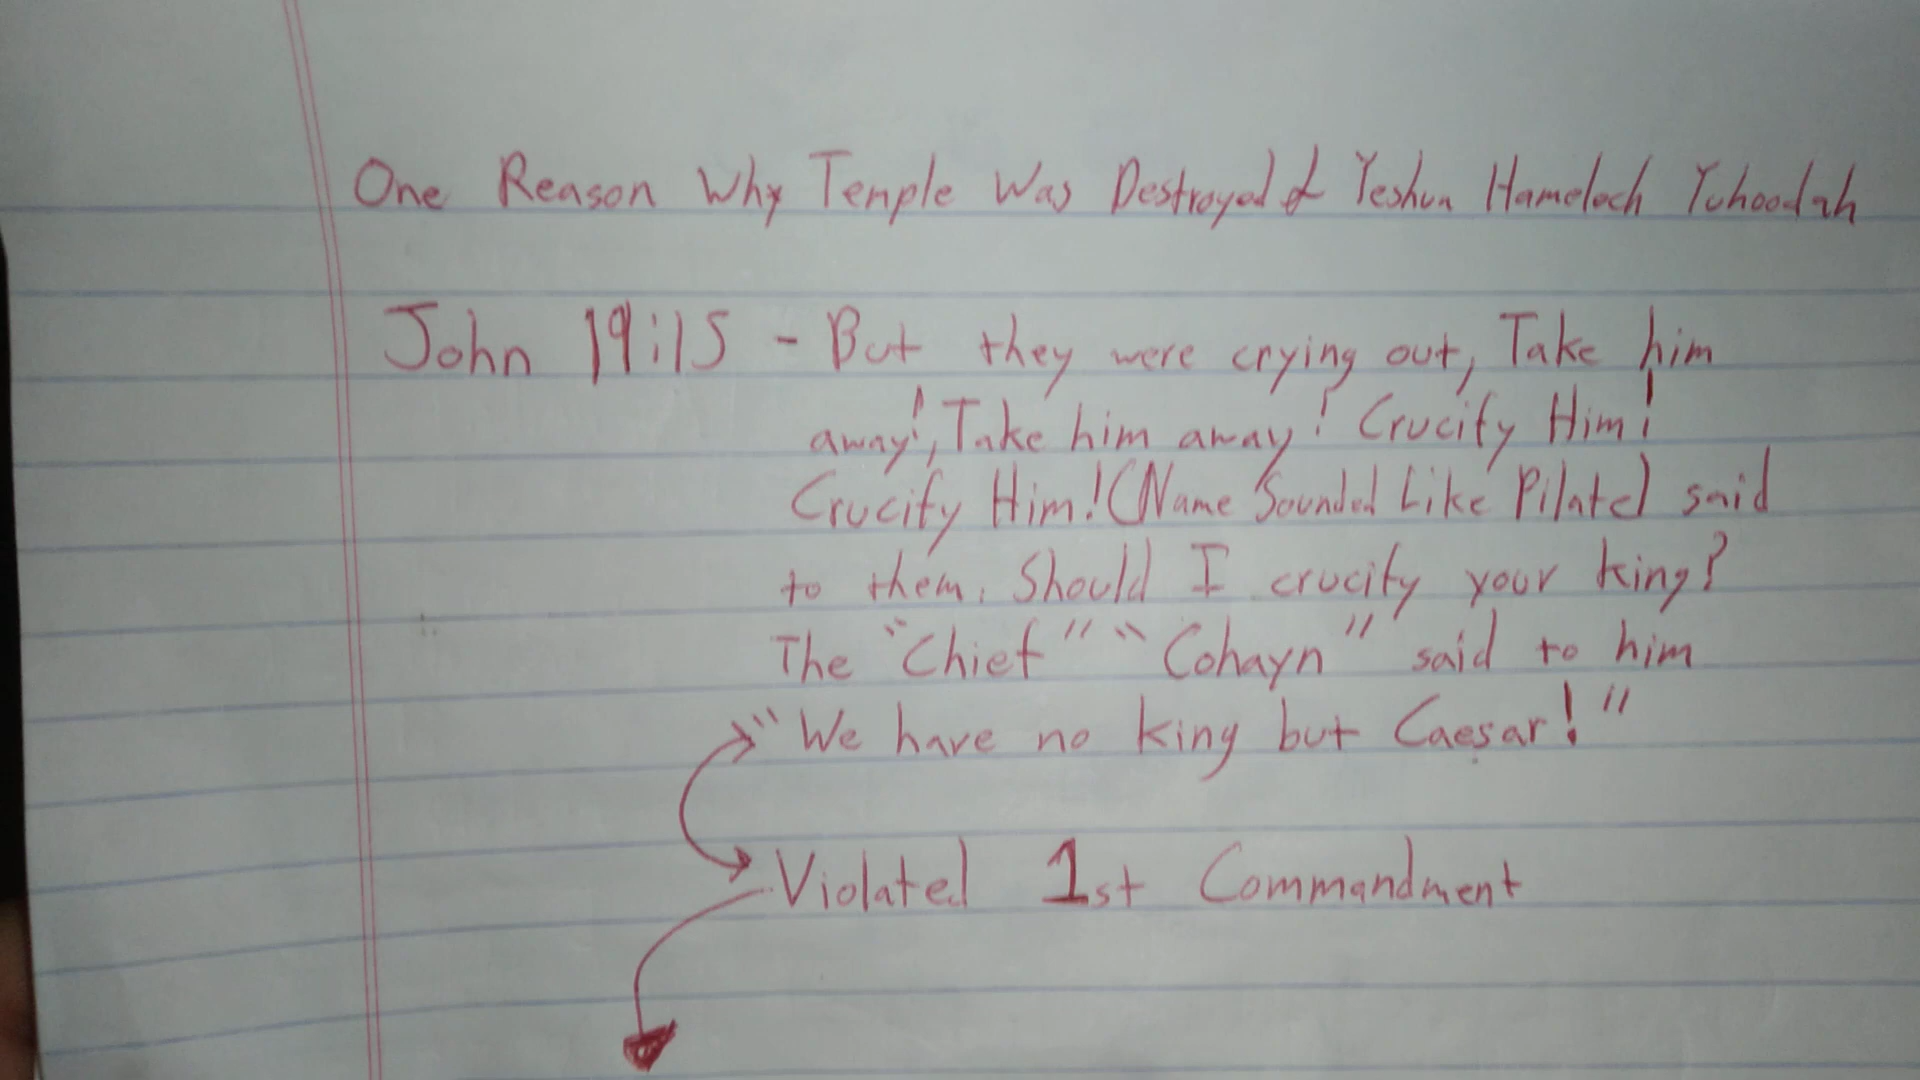 One Reason Why Temple Was Destroyed & Yeshua Hamelech Yuhoodah
John 19:15 - But they were crying out, Take him
away!, Take him away! Crucify Him!
Crucify Him! (Name Sounded Like Pilate) said
to them. Should I crucify your king?
The "Chief" "Cohayn" said to him
"We have no king but Caesar!"
Violated 1st Commandment